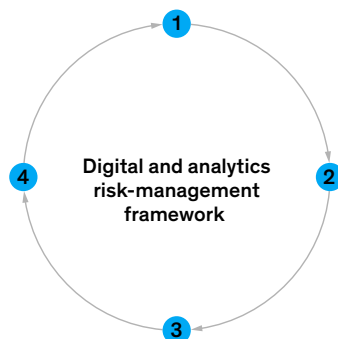 1
Digital and analytics
risk-management
framework
4
2
3